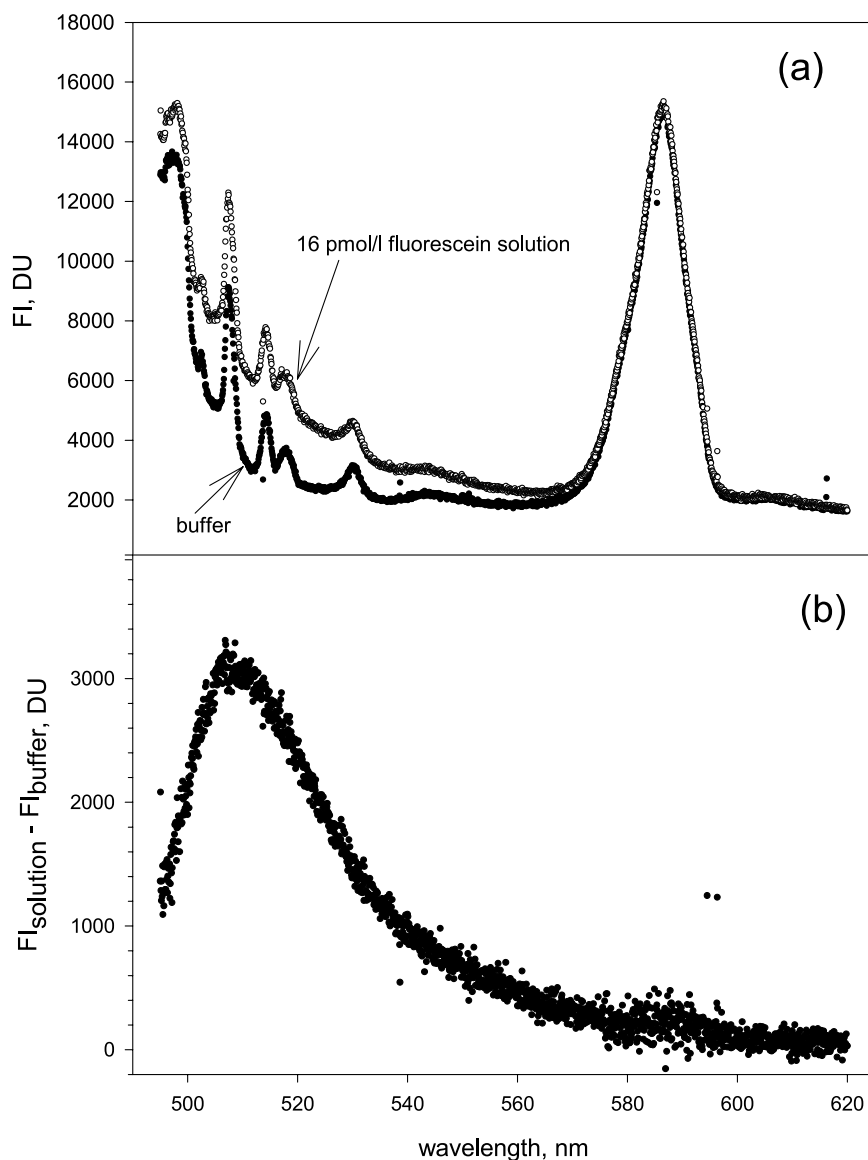 18000
16000
14000
12000
10000
8000
6000
4000
2000
FI, DU
(a)
16 pmol/l fluorescein solution
buffer
(b)
3000
2000
1000
0
FIsolution - FIbuffer, DU
500 520 540 560 580 600 620
wavelength, nm